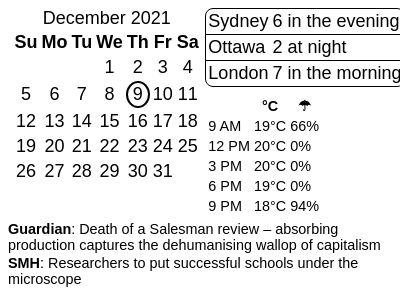 December 2021
Su Mo Tu We Th Fr Sa
1 2 3 4
5 6 7 8 9 10 11
12 13 14 15 16 17 18
19 20 21 22 23 24 25
26 27 28 29 30 31
Sydney 6 in the evening
Ottawa 2 at night
London 7 in the morning
°C ☂
9 AM 19°C 66%
12 PM 20°C 0%
3 PM 20°C 0%
6 PM 19°C 0%
9 PM 18°C 94%
Guardian: Death of a Salesman review – absorbing
production captures the dehumanising wallop of capitalism
SMH: Researchers to put successful schools under the
microscope